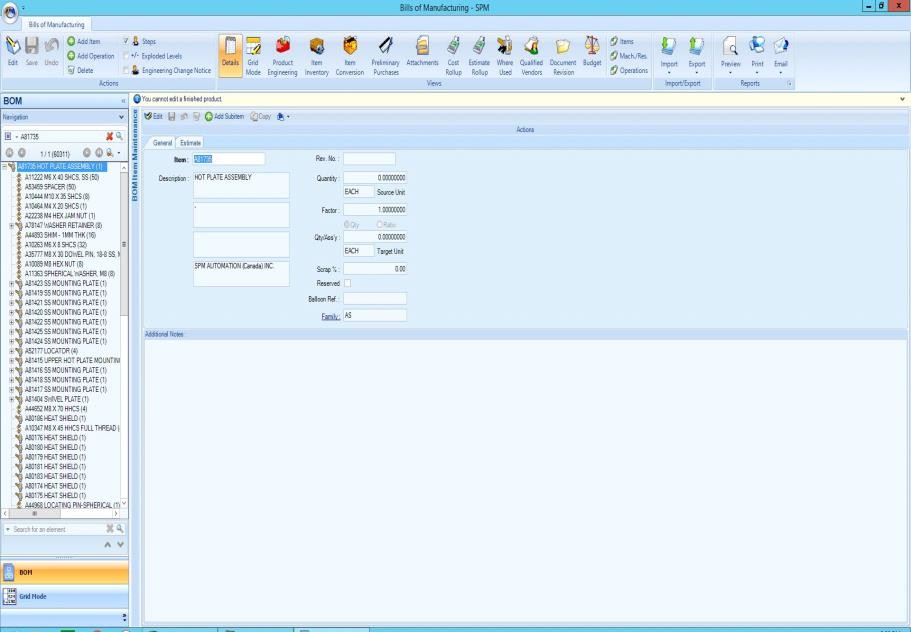 Bills of Manufacturing - SPM
Bills of Manufacturing
Edit
Save
Undo
Add Item
Add Operation
Delete
Steps
+/- Exploded Levels
Engineering Change Notice
Actions
Details
Grid Mode
Product Engineering
Item Inventory
Item Conversion
Preliminary Purchases
Attachments
Cost Rollup
Estimate Rollup
Where Used
Qualified Vendors
Document Revision
Budget
Items
Mach./Res.
Operations
Views
Import
Export
Import/Export
Preview
Print
Email
Reports
BOM
You cannot edit a finished product.
Navigation
A81735
1 / 1 (60311)
A81735 HOT PLATE ASSEMBLY (1)
A11222 M6 X 40 SHCS, SS (50)
A53459 SPACER (50)
A10444 M10 X 35 SHCS (8)
A10464 M4 X 20 SHCS (1)
A22238 M4 HEX JAM NUT (1)
A78147 WASHER RETAINER (8)
A44893 SHIM - 1MM THK (16)
A10263 M6 X 8 SHCS (32)
A35777 M8 X 30 DOWEL PIN, 18-8 SS,
A10089 M8 HEX NUT (8)
A11363 SPHERICAL WASHER, M8 (8)
A81423 SS MOUNTING PLATE (1)
A81419 SS MOUNTING PLATE (1)
A81421 SS MOUNTING PLATE (1)
A81420 SS MOUNTING PLATE (1)
A81422 SS MOUNTING PLATE (1)
A81425 SS MOUNTING PLATE (1)
A81424 SS MOUNTING PLATE (1)
A52177 LOCATOR (4)
A81415 UPPER HOT PLATE MOUNTIN
A81416 SS MOUNTING PLATE (1)
A81418 SS MOUNTING PLATE (1)
A81417 SS MOUNTING PLATE (1)
A81404 SWIVEL PLATE (1)
A44652 M8 X 70 HHCS (4)
A80186 HEAT SHIELD (1)
A10347 M8 X 45 HHCS FULL THREAD (
A80176 HEAT SHIELD (1)
A80180 HEAT SHIELD (1)
A80179 HEAT SHIELD (1)
A80181 HEAT SHIELD (1)
A80183 HEAT SHIELD (1)
A80174 HEAT SHIELD (1)
A80175 HEAT SHIELD (1)
A44968 LOCATING PIN-SPHERICAL (1)
Search for an element
BOM
Grid Mode
BOM Item Maintenance
Edit
Add Subitem
Copy
Actions
General
Estimate
Item : A81735
Description : HOT PLATE ASSEMBLY
.
SPM AUTOMATION (Canada) INC.
Rev. No. :
Quantity : 0.00000000
EACH Source Unit
Factor : 1.00000000
Qty Ratio
Qty/Ass'y : 0.00000000
EACH Target Unit
Scrap % : 0.00
Reserved
Balloon Ref. :
Family : AS
Additional Notes :